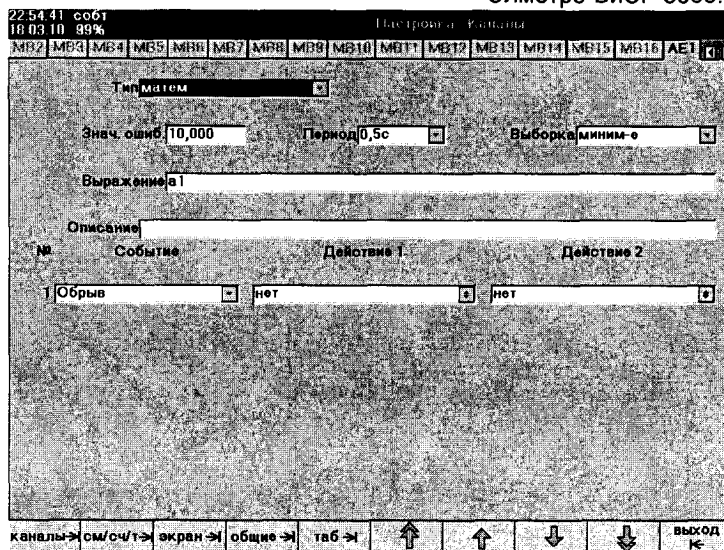 22:54.41 собт
18.03.10 99%
Настройка Каналы
МВ2 МВ3 МВ4 МВ5 МВ6 МВ7 МВ8 МВ9 МВ10 МВ11 МВ12 МВ13 МВ14 МВ15 МВ16 АЕ1
Тип матем
Знач. ошиб. 10,000 Период 0,5с Выборка миним-е
Выражение а1
Описание
№ Событие Действие 1 Действие 2
1 Обрыв нет нет
каналы см/сч/т экран общие таб выход